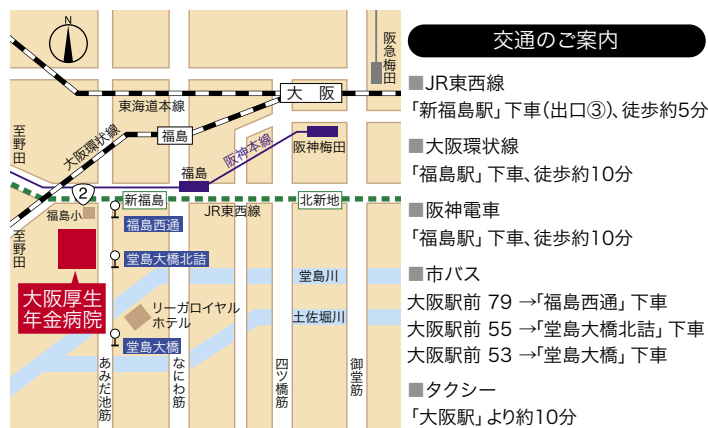 N
阪急梅田
大阪
東海道本線
福島
大阪環状線
至野田
阪神本線
阪神梅田
福島
2
新福島
JR東西線
北新地
福島小
福島西通
至野田
堂島大橋北詰
大阪厚生
年金病院
堂島川
リーガロイヤル
ホテル
土佐堀川
堂島大橋
あみだ池筋
なにわ筋
四ツ橋筋
御堂筋
交通のご案内
■JR東西線
「新福島駅」下車(出口③)、徒歩約5分
■大阪環状線
「福島駅」下車、徒歩約10分
■阪神電車
「福島駅」下車、徒歩約10分
■市バス
大阪駅前 79 →「福島西通」下車
大阪駅前 55 →「堂島大橋北詰」下車
大阪駅前 53 →「堂島大橋」下車
■タクシー
「大阪駅」より約10分